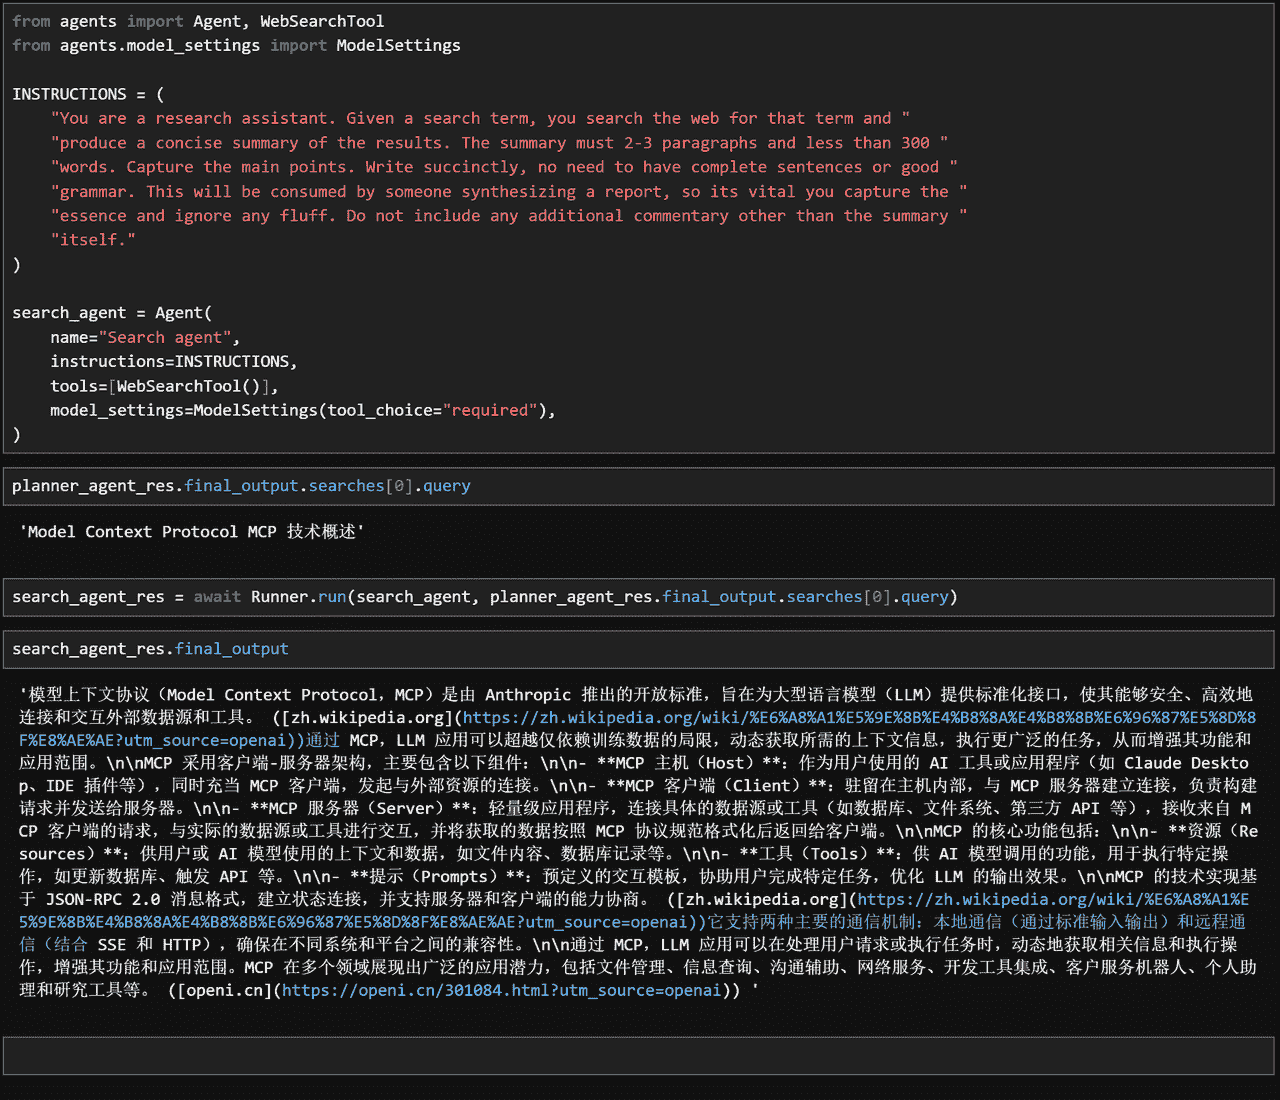 from agents import Agent, WebSearchTool
from agents.model_settings import ModelSettings
INSTRUCTIONS = (
    "You are a research assistant. Given a search term, you search the web for that term and "
    "produce a concise summary of the results. The summary must 2-3 paragraphs and less than 300 "
    "words. Capture the main points. Write succinctly, no need to have complete sentences or good "
    "grammar. This will be consumed by someone synthesizing a report, so its vital you capture the "
    "essence and ignore any fluff. Do not include any additional commentary other than the summary "
    "itself."
)
search_agent = Agent(
    name="Search agent",
    instructions=INSTRUCTIONS,
    tools=[WebSearchTool()],
    model_settings=ModelSettings(tool_choice="required"),
)
planner_agent_res.final_output.searches[0].query
'Model Context Protocol MCP 技术概述'
search_agent_res = await Runner.run(search_agent, planner_agent_res.final_output.searches[0].query)
search_agent_res.final_output
'模型上下文协议（Model Context Protocol，MCP）是由 Anthropic 推出的开放标准，旨在为大型语言模型（LLM）提供标准化接口，使其能够安全、高效地
连接和交互外部数据源和工具。 ([zh.wikipedia.org](https://zh.wikipedia.org/wiki/%E6%A8%A1%E5%9E%8B%E4%B8%8A%E4%B8%8B%E6%96%87%E5%8D%8
F%E8%AE%AE?utm_source=openai))通过 MCP，LLM 应用可以超越仅依赖训练数据的局限，动态获取所需的上下文信息，执行更广泛的任务，从而增强其功能和
应用范围。\n\nMCP 采用客户端-服务器架构，主要包含以下组件：\n\n- **MCP 主机（Host）**：作为用户使用的 AI 工具或应用程序（如 Claude Deskto
p、IDE 插件等），同时充当 MCP 客户端，发起与外部资源的连接。\n\n- **MCP 客户端（Client）**：驻留在主机内部，与 MCP 服务器建立连接，负责构建
请求并发送给服务器。\n\n- **MCP 服务器（Server）**：轻量级应用程序，连接具体的数据源或工具（如数据库、文件系统、第三方 API 等），接收来自 M
CP 客户端的请求，与实际的数据源或工具进行交互，并将获取的数据按照 MCP 协议规范格式化后返回给客户端。\n\nMCP 的核心功能包括：\n\n- **资源（Re
sources）**：供用户或 AI 模型使用的上下文和数据，如文件内容、数据库记录等。\n\n- **工具（Tools）**：供 AI 模型调用的功能，用于执行特定操
作，如更新数据库、触发 API 等。\n\n- **提示（Prompts）**：预定义的交互模板，协助用户完成特定任务，优化 LLM 的输出效果。\n\nMCP 的技术实现基
于 JSON-RPC 2.0 消息格式，建立状态连接，并支持服务器和客户端的能力协商。 ([zh.wikipedia.org](https://zh.wikipedia.org/wiki/%E6%A8%A1%E
5%9E%8B%E4%B8%8A%E4%B8%8B%E6%96%87%E5%8D%8F%E8%AE%AE?utm_source=openai))它支持两种主要的通信机制：本地通信（通过标准输入输出）和远程通
信（结合 SSE 和 HTTP），确保在不同系统和平台之间的兼容性。\n\n通过 MCP，LLM 应用可以在处理用户请求或执行任务时，动态地获取相关信息和执行操
作，增强其功能和应用范围。MCP 在多个领域展现出广泛的应用潜力，包括文件管理、信息查询、沟通辅助、网络服务、开发工具集成、客户服务机器人、个人助
理和研究工具等。 ([openi.cn](https://openi.cn/301084.html?utm_source=openai)) '